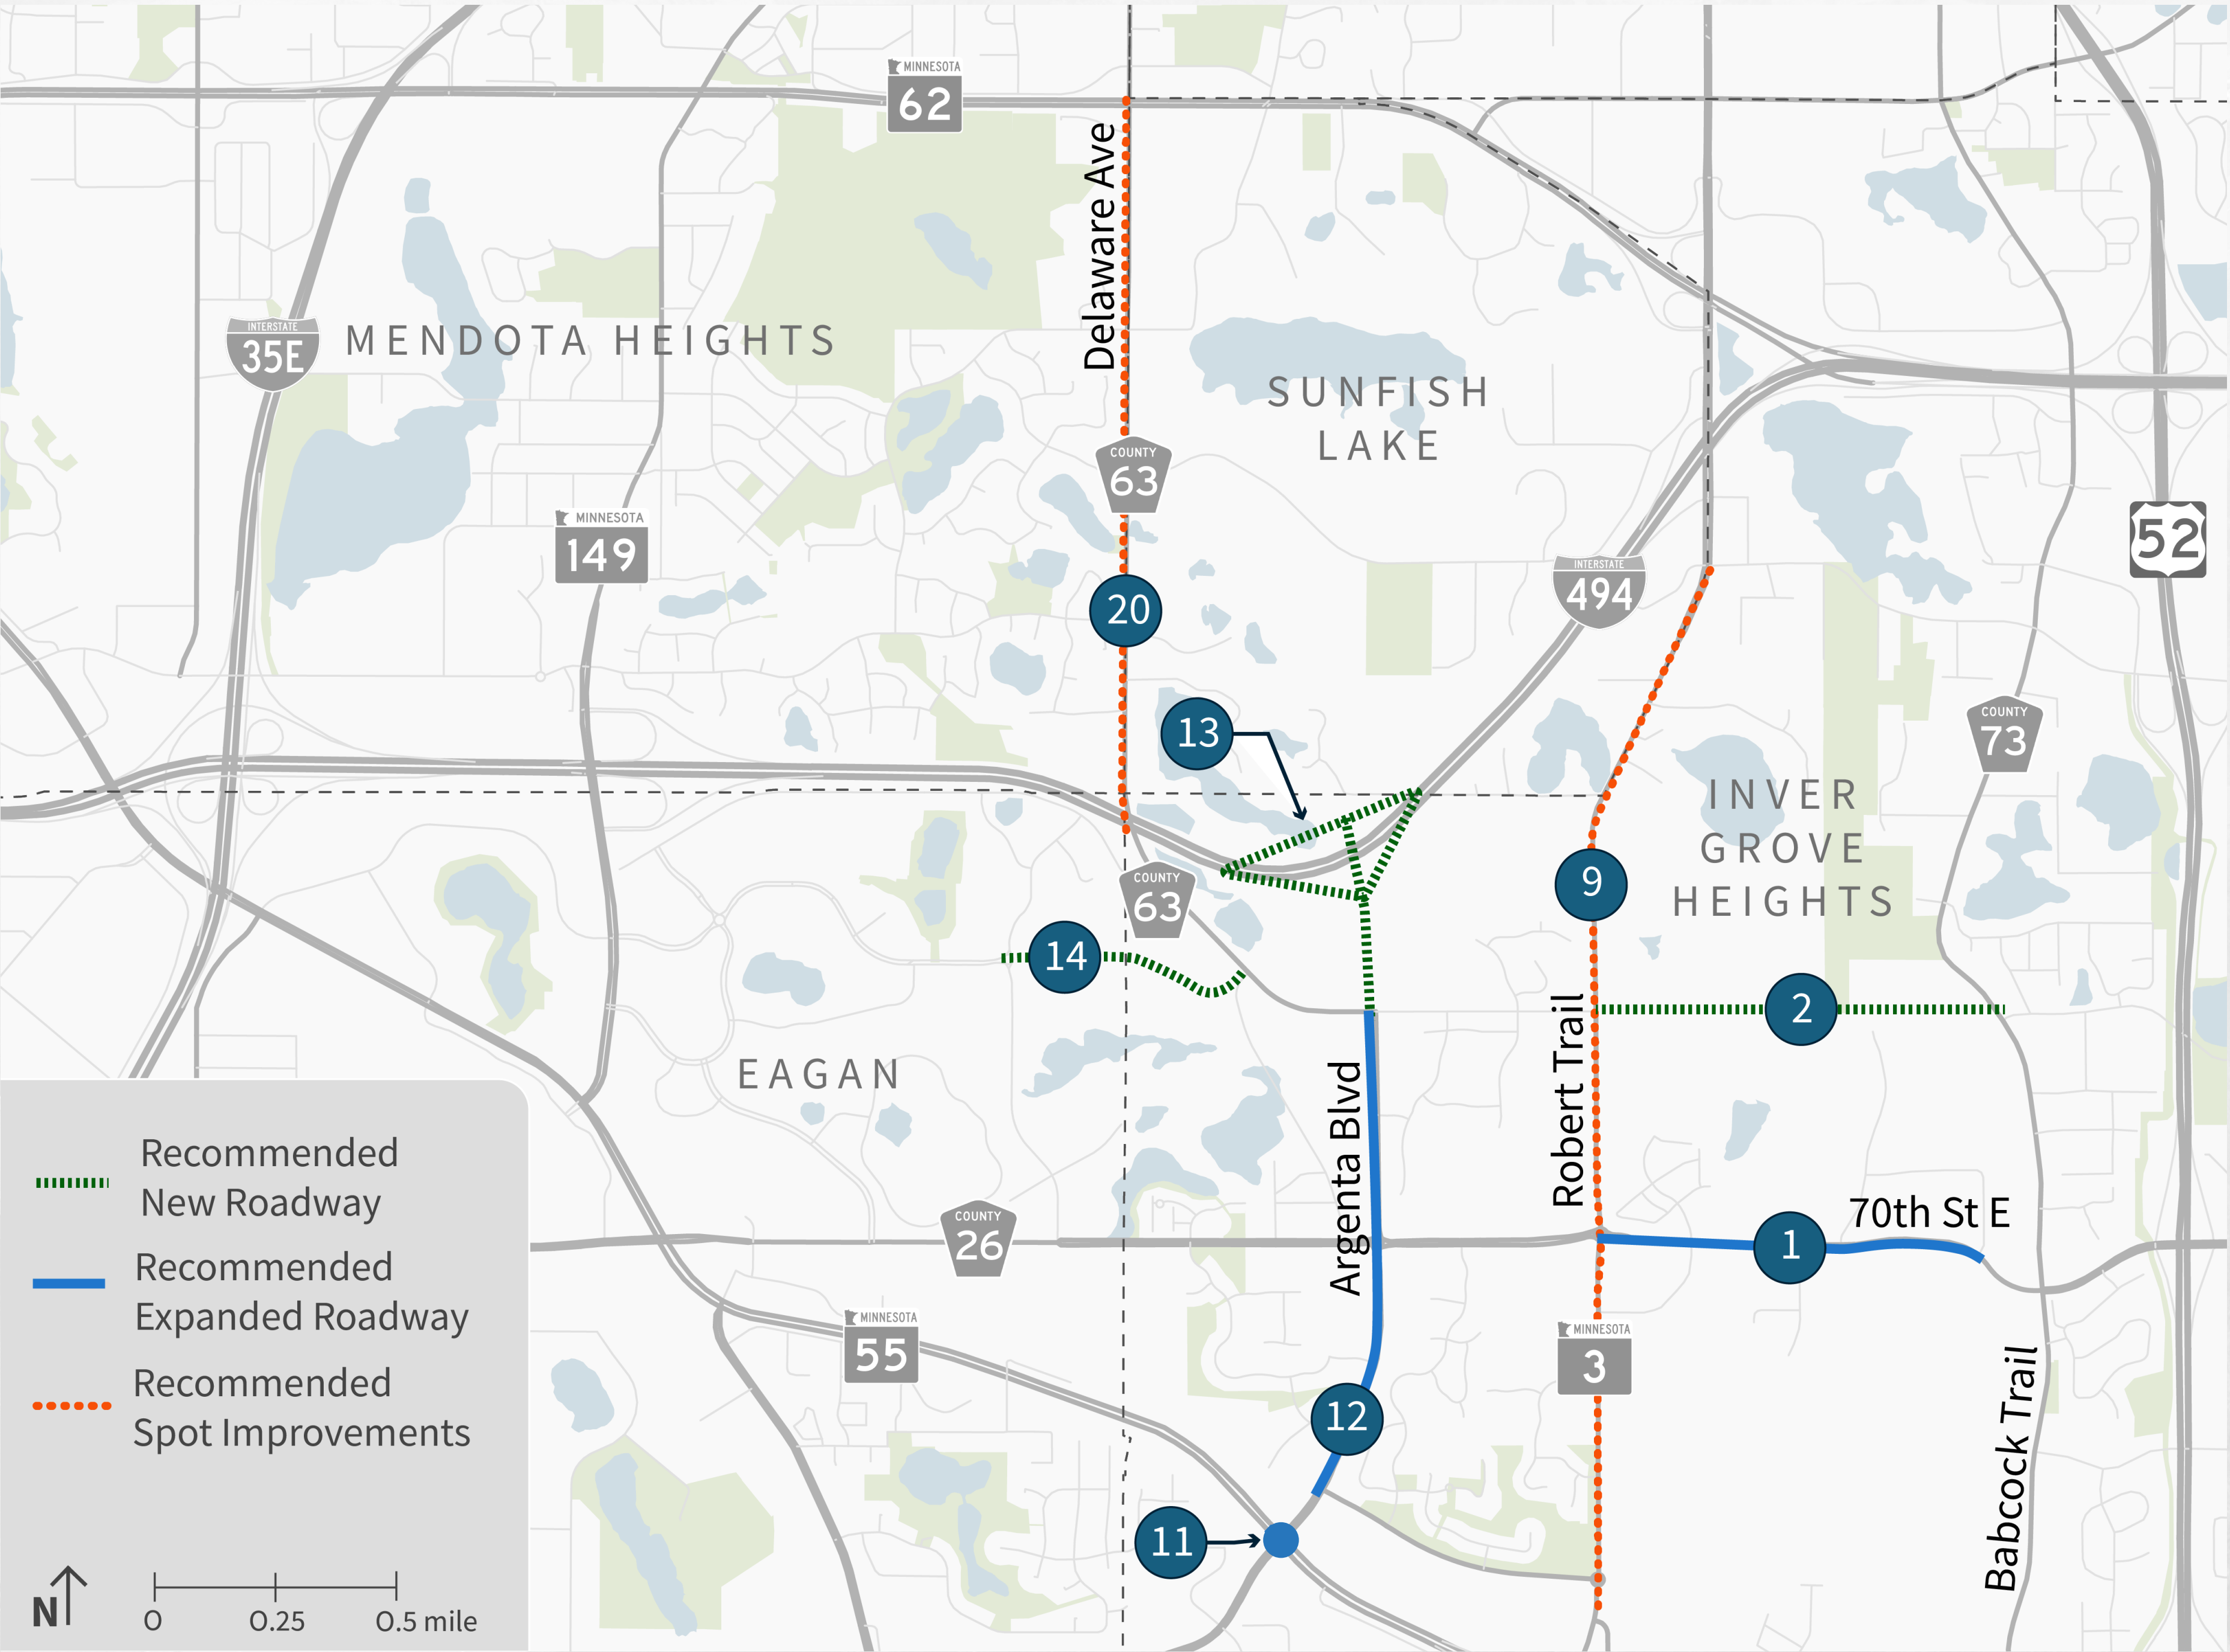 MINNESOTA
62
Delaware Ave
INTERSTATE
35E
MENDOTA HEIGHTS
SUNFISH
LAKE
COUNTY
63
MINNESOTA
149
52
INTERSTATE
494
20
13
COUNTY
73
INVER
GROVE
HEIGHTS
COUNTY
63
9
14
2
Robert Trail
EAGAN
Argenta Blvd
COUNTY
26
70th St E
1
MINNESOTA
55
MINNESOTA
3
12
Babcock Trail
11
Recommended
New Roadway
Recommended
Expanded Roadway
Recommended
Spot Improvements
N
0
0.25
0.5 mile